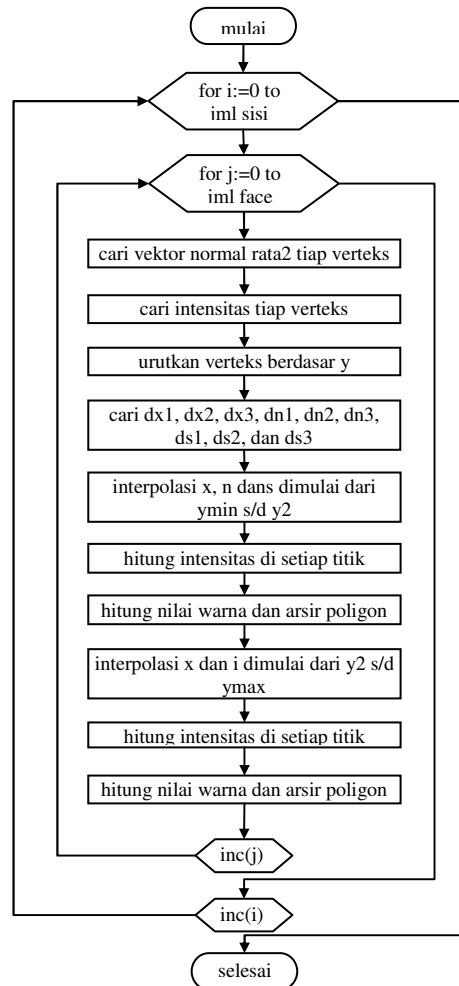 mulai
for i:=0 to
jml sisi
for j:=0 to
jml face
cari vektor normal rata2 tiap verteks
cari intensitas tiap verteks
urutkan verteks berdasar y
cari dx1, dx2, dx3, dn1, dn2, dn3,
ds1, ds2, dan ds3
interpolasi x, n dans dimulai dari
ymin s/d y2
hitung intensitas di setiap titik
hitung nilai warna dan arsir poligon
interpolasi x dan i dimulai dari y2 s/d
ymax
hitung intensitas di setiap titik
hitung nilai warna dan arsir poligon
inc(j)
inc(i)
selesai